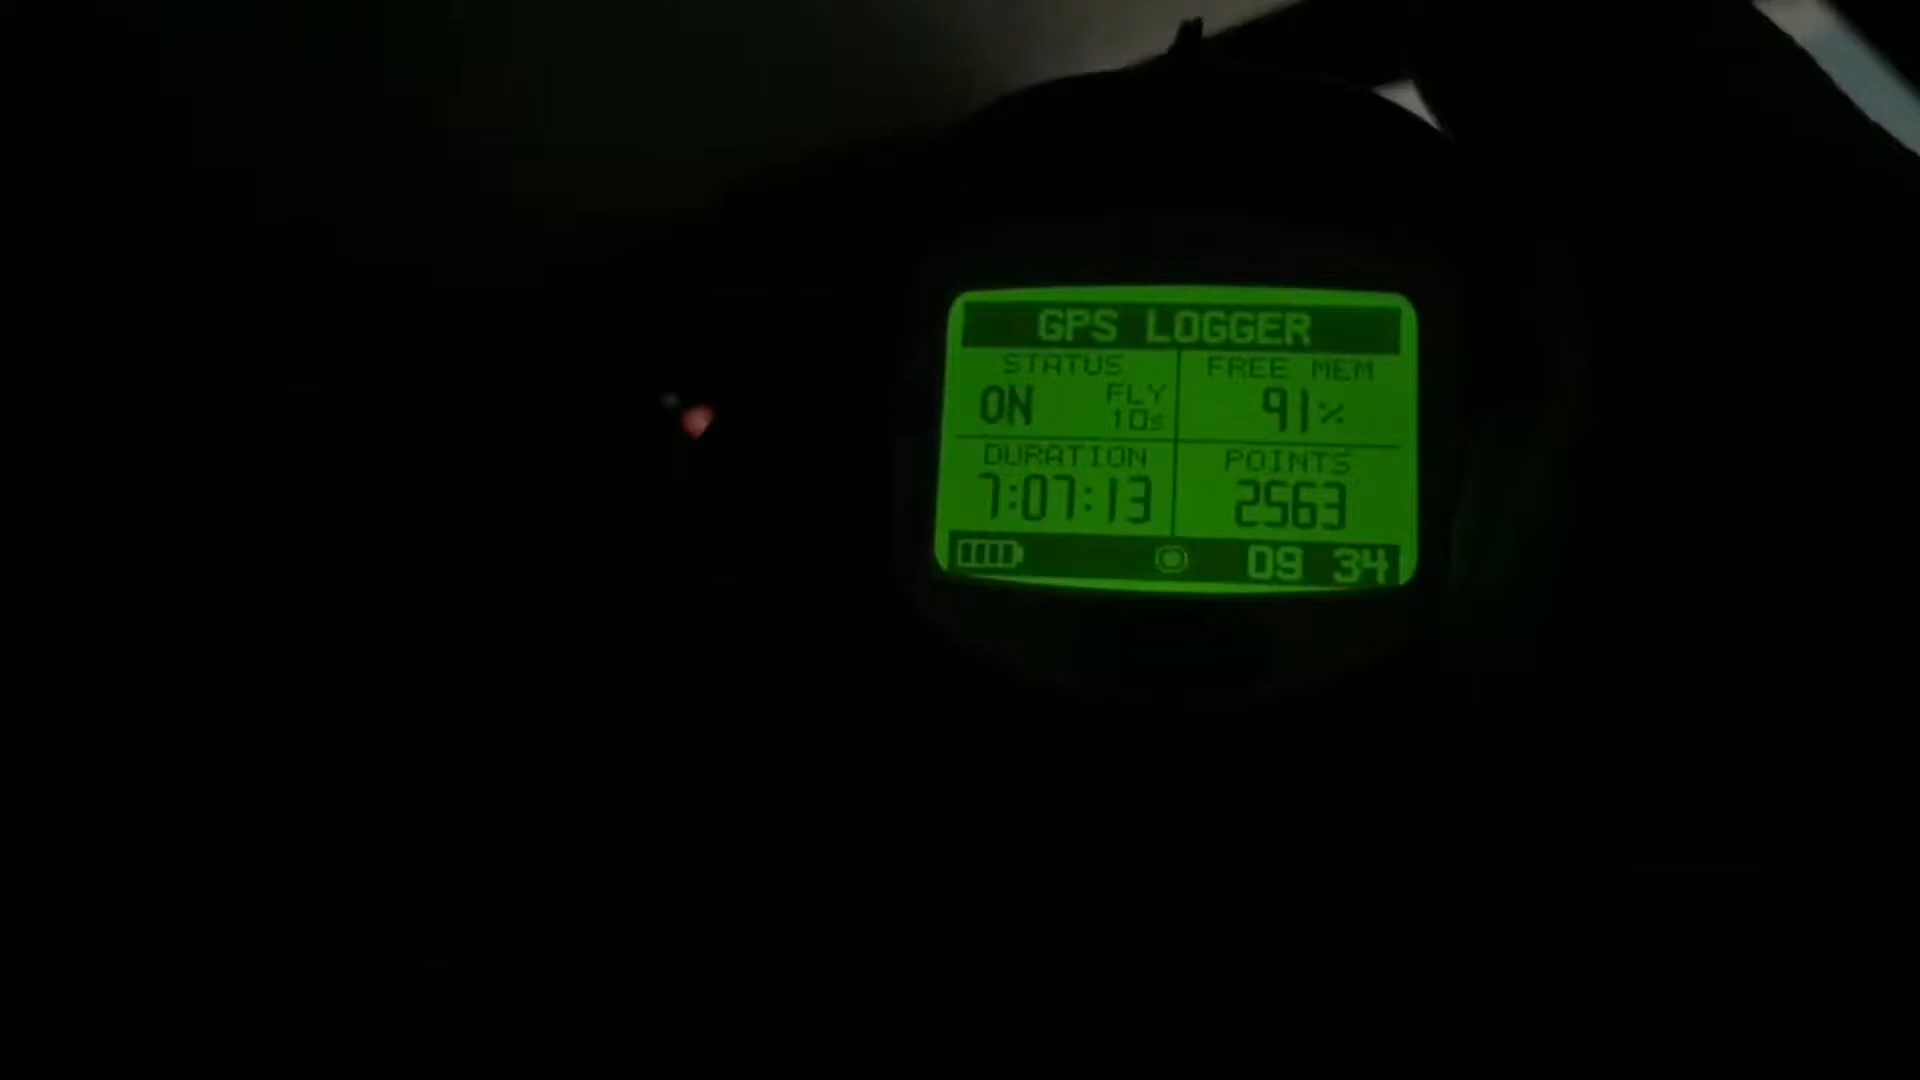 GPS LOGGER
STATUS
ON
FLY
10s
FREE MEM
91%
DURATION
7:07:13
POINTS
2563
09 34